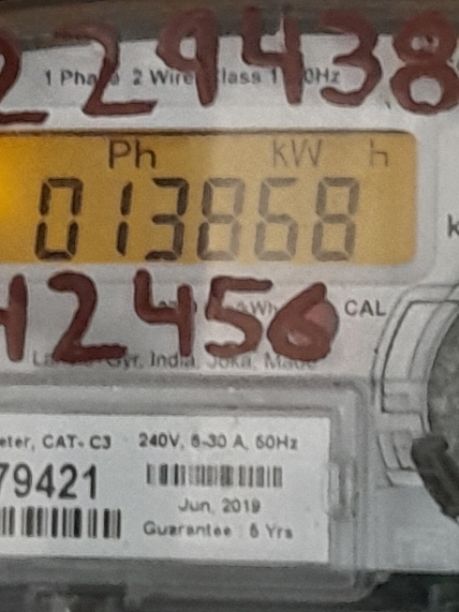 229438
1 Phase 2 Wire Class 1 50Hz
Ph kW h
013868
42456
CAL
India, Joka,
eter, CAT- C3 240V, 5-30 A, 50Hz
79421
Jun, 2019
Guarantee : 5 Yrs